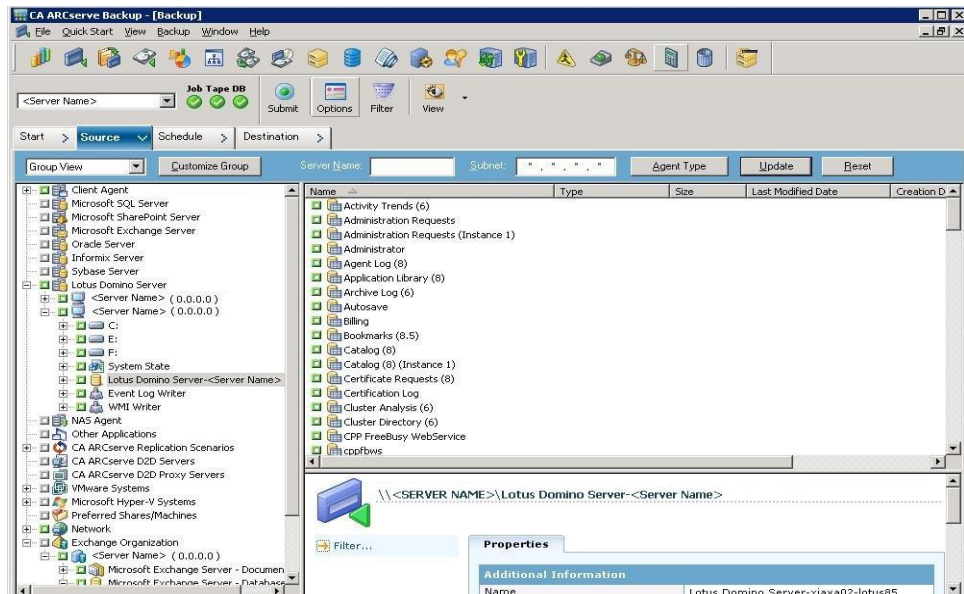 CA ARCserve Backup - [Backup]
File Quick Start View Backup Window Help
<Server Name>
Job Tape DB
Submit
Options
Filter
View
Start > Source Schedule > Destination >
Group View
Customize Group
Server Name:
Subnet:
Agent Type
Update
Reset
Client Agent
Microsoft SQL Server
Microsoft SharePoint Server
Microsoft Exchange Server
Oracle Server
Informix Server
Sybase Server
Lotus Domino Server
<Server Name> (0.0.0.0)
<Server Name> (0.0.0.0)
C:
E:
F:
System State
Lotus Domino Server-<Server Name>
Event Log Writer
WMI Writer
NAS Agent
Other Applications
CA ARCserve Replication Scenarios
CA ARCserve D2D Servers
CA ARCserve D2D Proxy Servers
VMware Systems
Microsoft Hyper-V Systems
Preferred Shares/Machines
Network
Exchange Organization
<Server Name> (0.0.0.0)
Microsoft Exchange Server - Documen
Microsoft Exchange Server - Database
Name Type Size Last Modified Date Creation D
Activity Trends (6)
Administration Requests
Administration Requests (Instance 1)
Administrator
Agent Log (8)
Application Library (8)
Archive Log (6)
Autosave
Billing
Bookmarks (8.5)
Catalog (8)
Catalog (8) (Instance 1)
Certificate Requests (8)
Certification Log
Cluster Analysis (6)
Cluster Directory (6)
CPP FreeBusy WebService
cppfbws
\\<SERVER NAME>\Lotus Domino Server-<Server Name>
Filter...
Properties
Additional Information
Name Lotus Domino Server-xiaxa02-lotus85